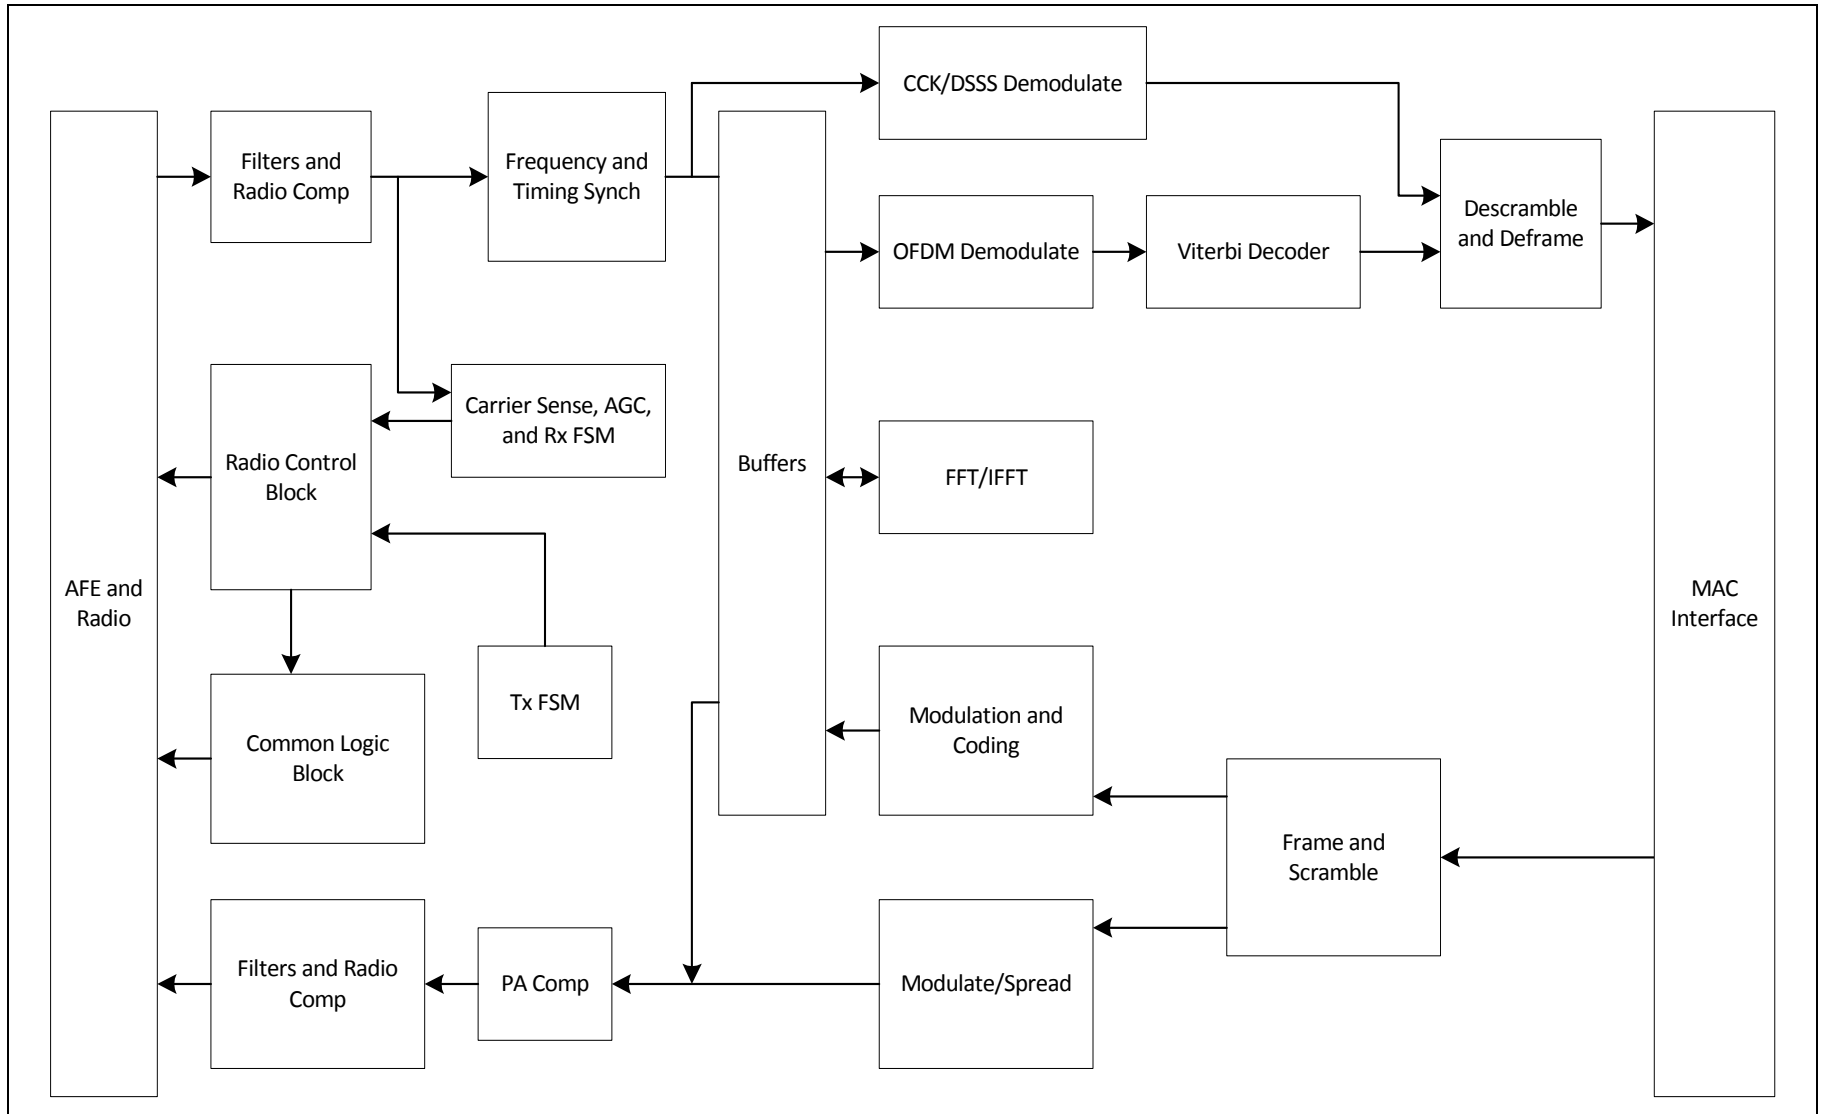 CCK/DSSS Demodulate
Filters and
Radio Comp
Frequency and
Timing Synch
Descramble
and Deframe
OFDM Demodulate
Viterbi Decoder
Carrier Sense, AGC,
and Rx FSM
Radio Control
Block
Buffers
FFT/IFFT
AFE and
Radio
MAC
Interface
Tx FSM
Modulation and
Coding
Common Logic
Block
Frame and
Scramble
Filters and Radio
Comp
PA Comp
Modulate/Spread